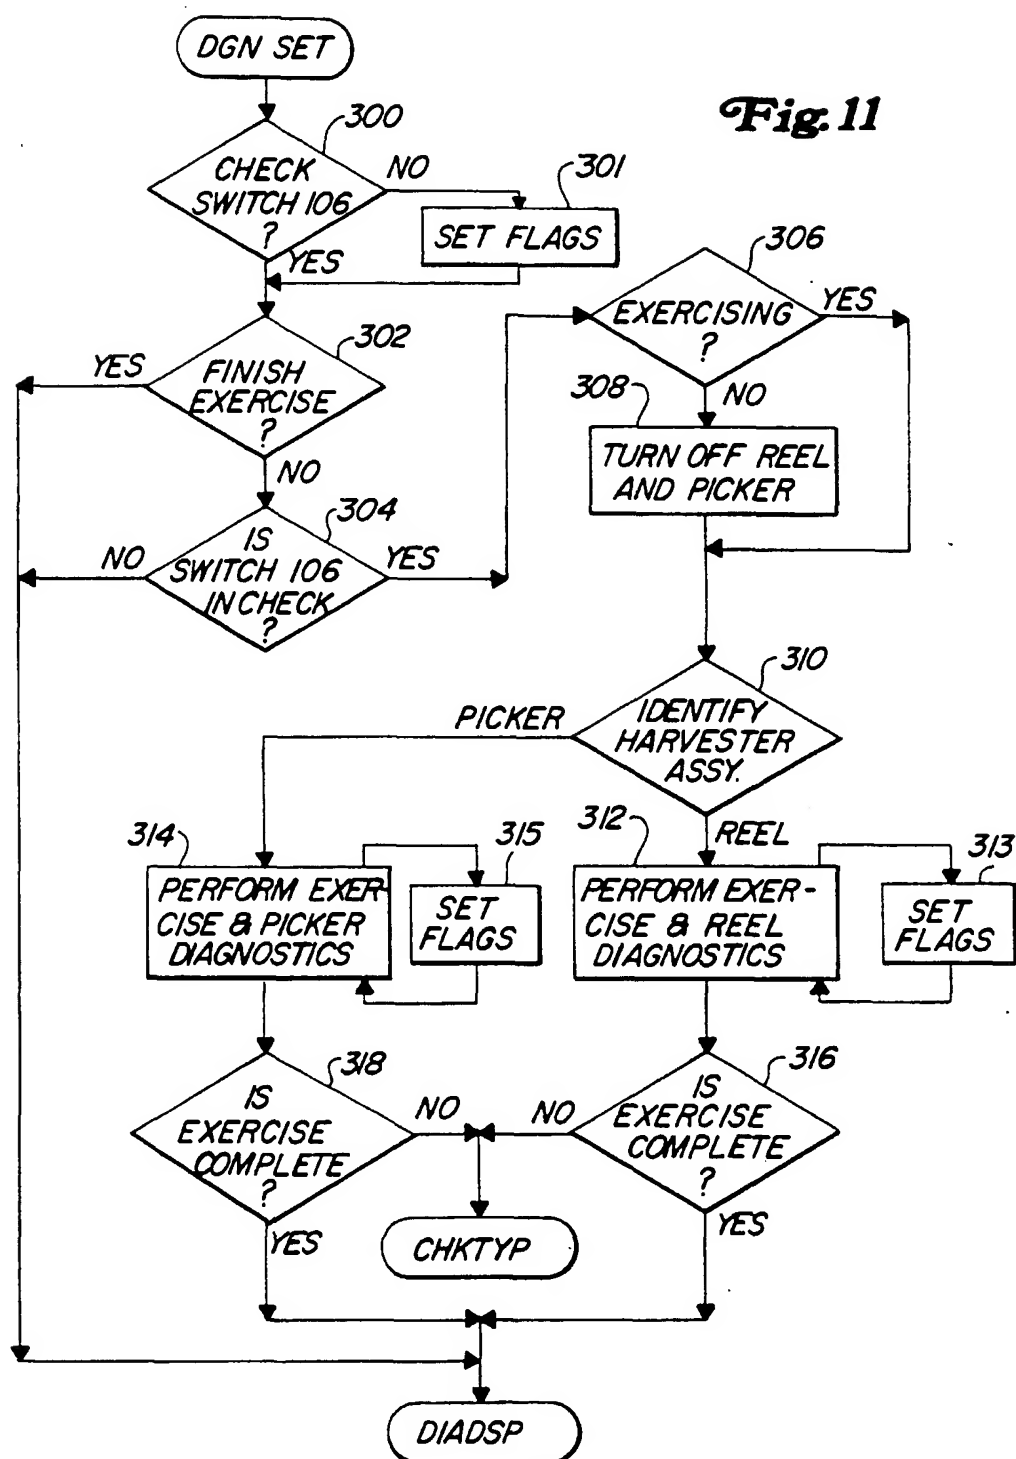 DGN SET
Fig. 11
300
CHECK
SWITCH 106
?
NO
YES
301
SET FLAGS
306
EXERCISING
?
YES
NO
302
FINISH
EXERCISE
?
YES
NO
308
TURN OFF REEL
AND PICKER
304
IS
SWITCH 106
IN CHECK
?
NO
YES
310
IDENTIFY
HARVESTER
ASSY.
PICKER
REEL
314
PERFORM EXER-
CISE & PICKER
DIAGNOSTICS
315
SET
FLAGS
312
PERFORM EXER-
CISE & REEL
DIAGNOSTICS
313
SET
FLAGS
318
IS
EXERCISE
COMPLETE
?
NO
YES
316
IS
EXERCISE
COMPLETE
?
NO
YES
CHKTYP
DIADSP